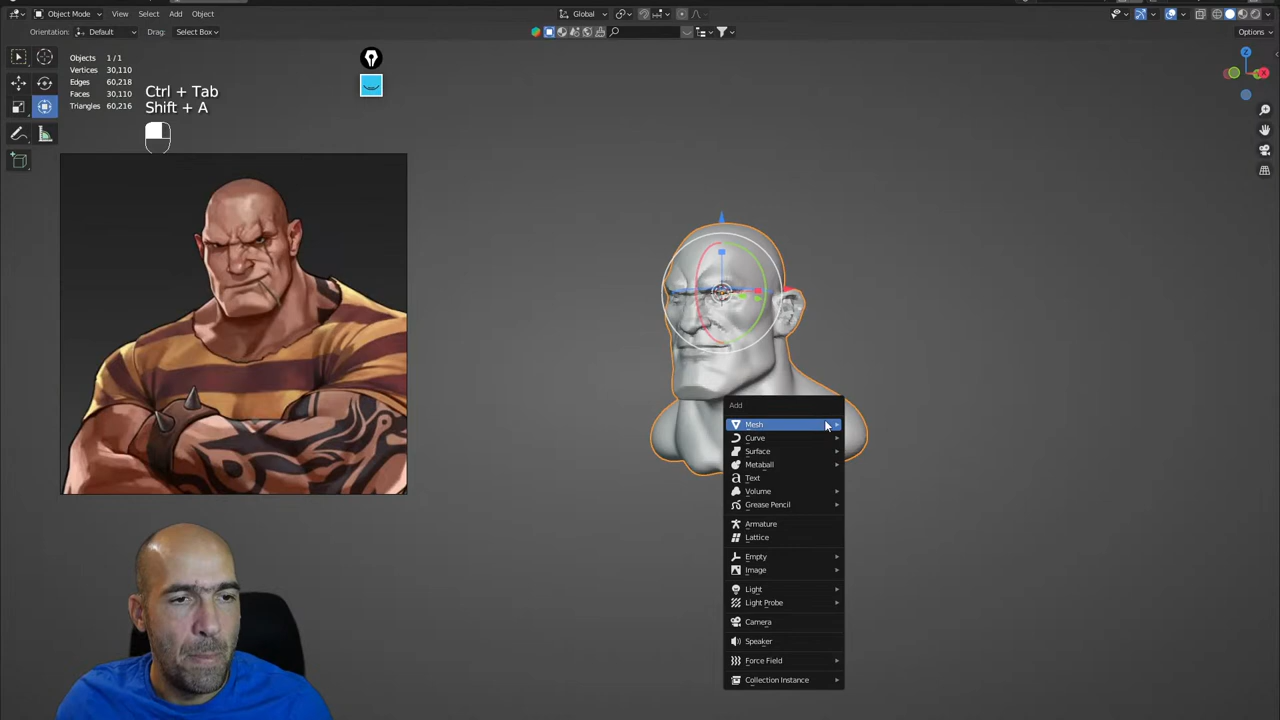 Object Mode View Select Add Object Global
Orientation: Default Drag: Select Box Options
Objects 1 / 1
Vertices 30,110
Edges 60,218
Faces 30,110
Triangles 60,216
Ctrl + Tab
Shift + A
Z
X
Add
Mesh
Curve
Surface
Metaball
Text
Volume
Grease Pencil
Armature
Lattice
Empty
Image
Light
Light Probe
Camera
Speaker
Force Field
Collection Instance